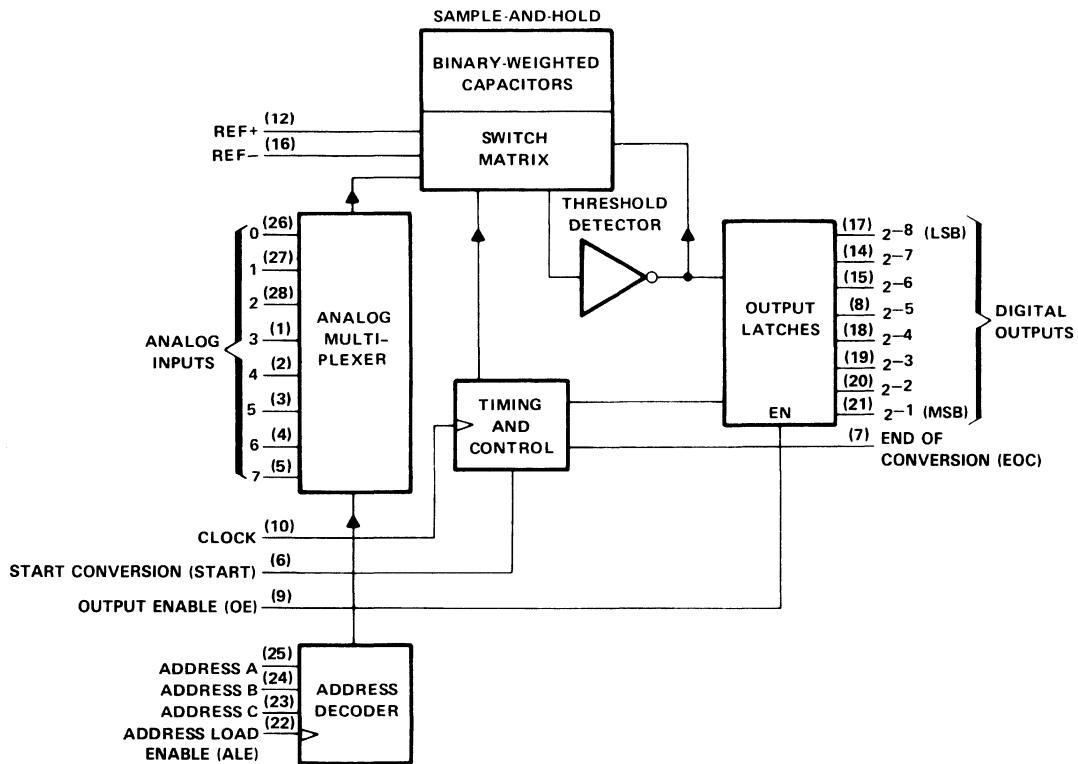 SAMPLE-AND-HOLD
BINARY-WEIGHTED
CAPACITORS
SWITCH
MATRIX
REF+ (12)
REF− (16)
THRESHOLD
DETECTOR
ANALOG
INPUTS
0 (26)
1 (27)
2 (28)
3 (1)
4 (2)
5 (3)
6 (4)
7 (5)
ANALOG
MULTI-
PLEXER
TIMING
AND
CONTROL
OUTPUT
LATCHES
EN
(17) 2−8 (LSB)
(14) 2−7
(15) 2−6
(8) 2−5
(18) 2−4
(19) 2−3
(20) 2−2
(21) 2−1 (MSB)
DIGITAL
OUTPUTS
(7) END OF
CONVERSION (EOC)
CLOCK (10)
START CONVERSION (START) (6)
OUTPUT ENABLE (OE) (9)
ADDRESS A (25)
ADDRESS B (24)
ADDRESS C (23)
ADDRESS LOAD (22)
ENABLE (ALE)
ADDRESS
DECODER